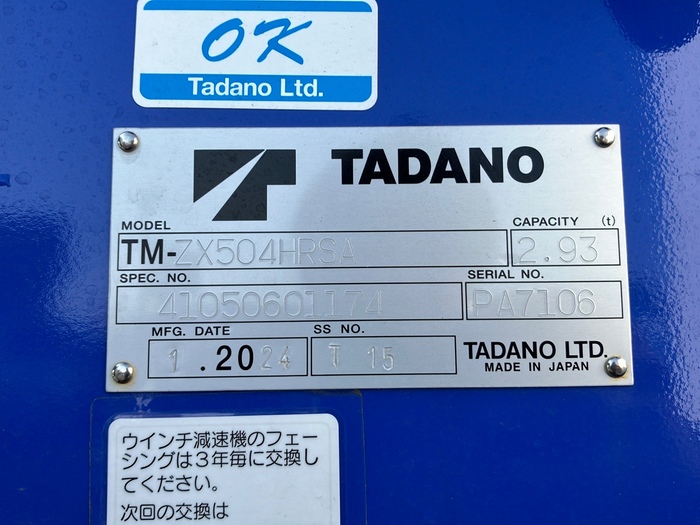 OK
Tadano Ltd.
TADANO
MODEL
CAPACITY (t)
TM-ZX504HRSA
2.93
SPEC. NO.
SERIAL NO.
41050601174
PA7106
MFG. DATE
SS NO.
1.2024
T 15
TADANO LTD.
MADE IN JAPAN
ウインチ減速機のフェー
シングは3年毎に交換し
てください。
次回の交換は